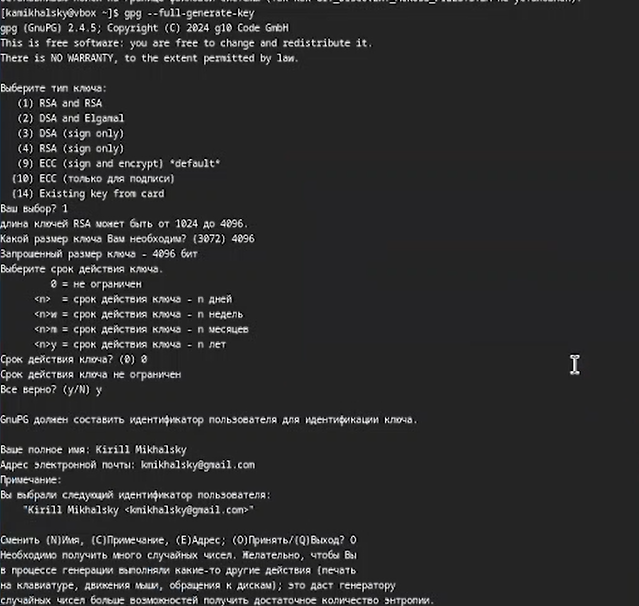 [kamikhalsky@vbox ~]$ gpg --full-generate-key
gpg (GnuPG) 2.4.5; Copyright (C) 2024 g10 Code GmbH
This is free software: you are free to change and redistribute it.
There is NO WARRANTY, to the extent permitted by law.
Выберите тип ключа:
(1) RSA and RSA
(2) DSA and Elgamal
(3) DSA (sign only)
(4) RSA (sign only)
(9) ECC (sign and encrypt) *default*
(10) ECC (только для подписи)
(14) Existing key from card
Ваш выбор? 1
длина ключей RSA может быть от 1024 до 4096.
Какой размер ключа Вам необходим? (3072) 4096
Запрошенный размер ключа - 4096 бит
Выберите срок действия ключа.
0 = не ограничен
<n> = срок действия ключа - n дней
<n>w = срок действия ключа - n недель
<n>m = срок действия ключа - n месяцев
<n>y = срок действия ключа - n лет
Срок действия ключа? (0) 0
Срок действия ключа не ограничен
Все верно? (y/N) y
GnuPG должен составить идентификатор пользователя для идентификации ключа.
Ваше полное имя: Kirill Mikhalsky
Адрес электронной почты: kmikhalsky@gmail.com
Примечание:
Вы выбрали следующий идентификатор пользователя:
"Kirill Mikhalsky <kmikhalsky@gmail.com>"
Сменить (N)Имя, (C)Примечание, (E)Адрес; (O)Принять/(Q)Выход? O
Необходимо получить много случайных чисел. Желательно, чтобы Вы
в процессе генерации выполняли какие-то другие действия (печать
на клавиатуре, движения мыши, обращения к дискам); это даст генератору
случайных чисел больше возможностей получить достаточное количество энтропии.